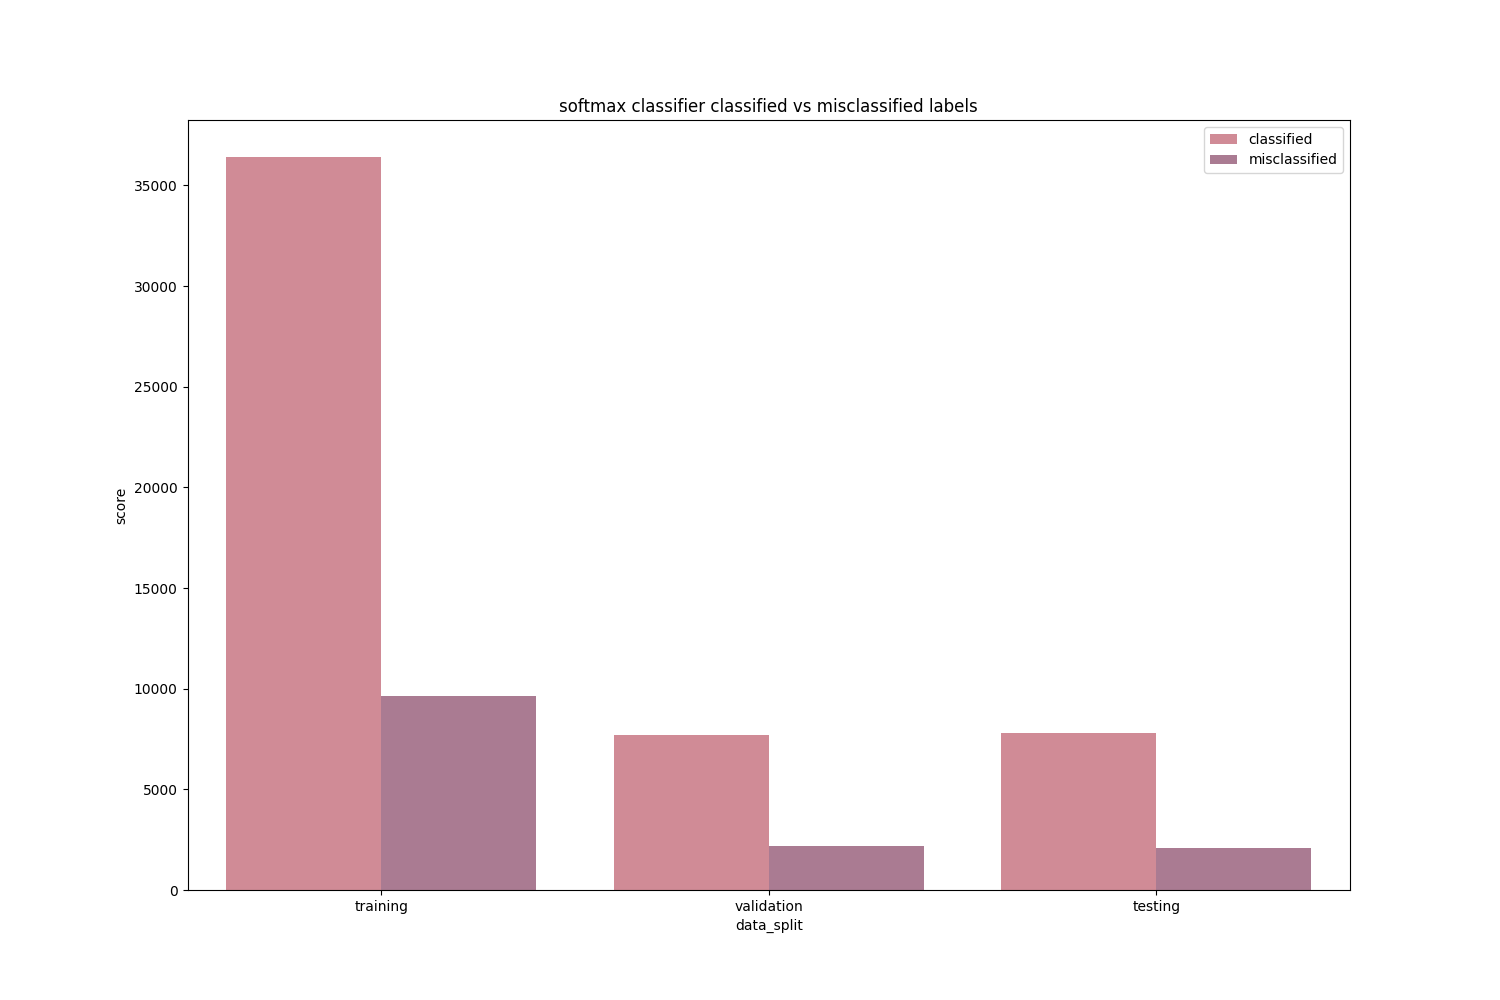 softmax classifier classified vs misclassified labels
classified
misclassified
score
35000
30000
25000
20000
15000
10000
5000
0
training
validation
testing
data_split